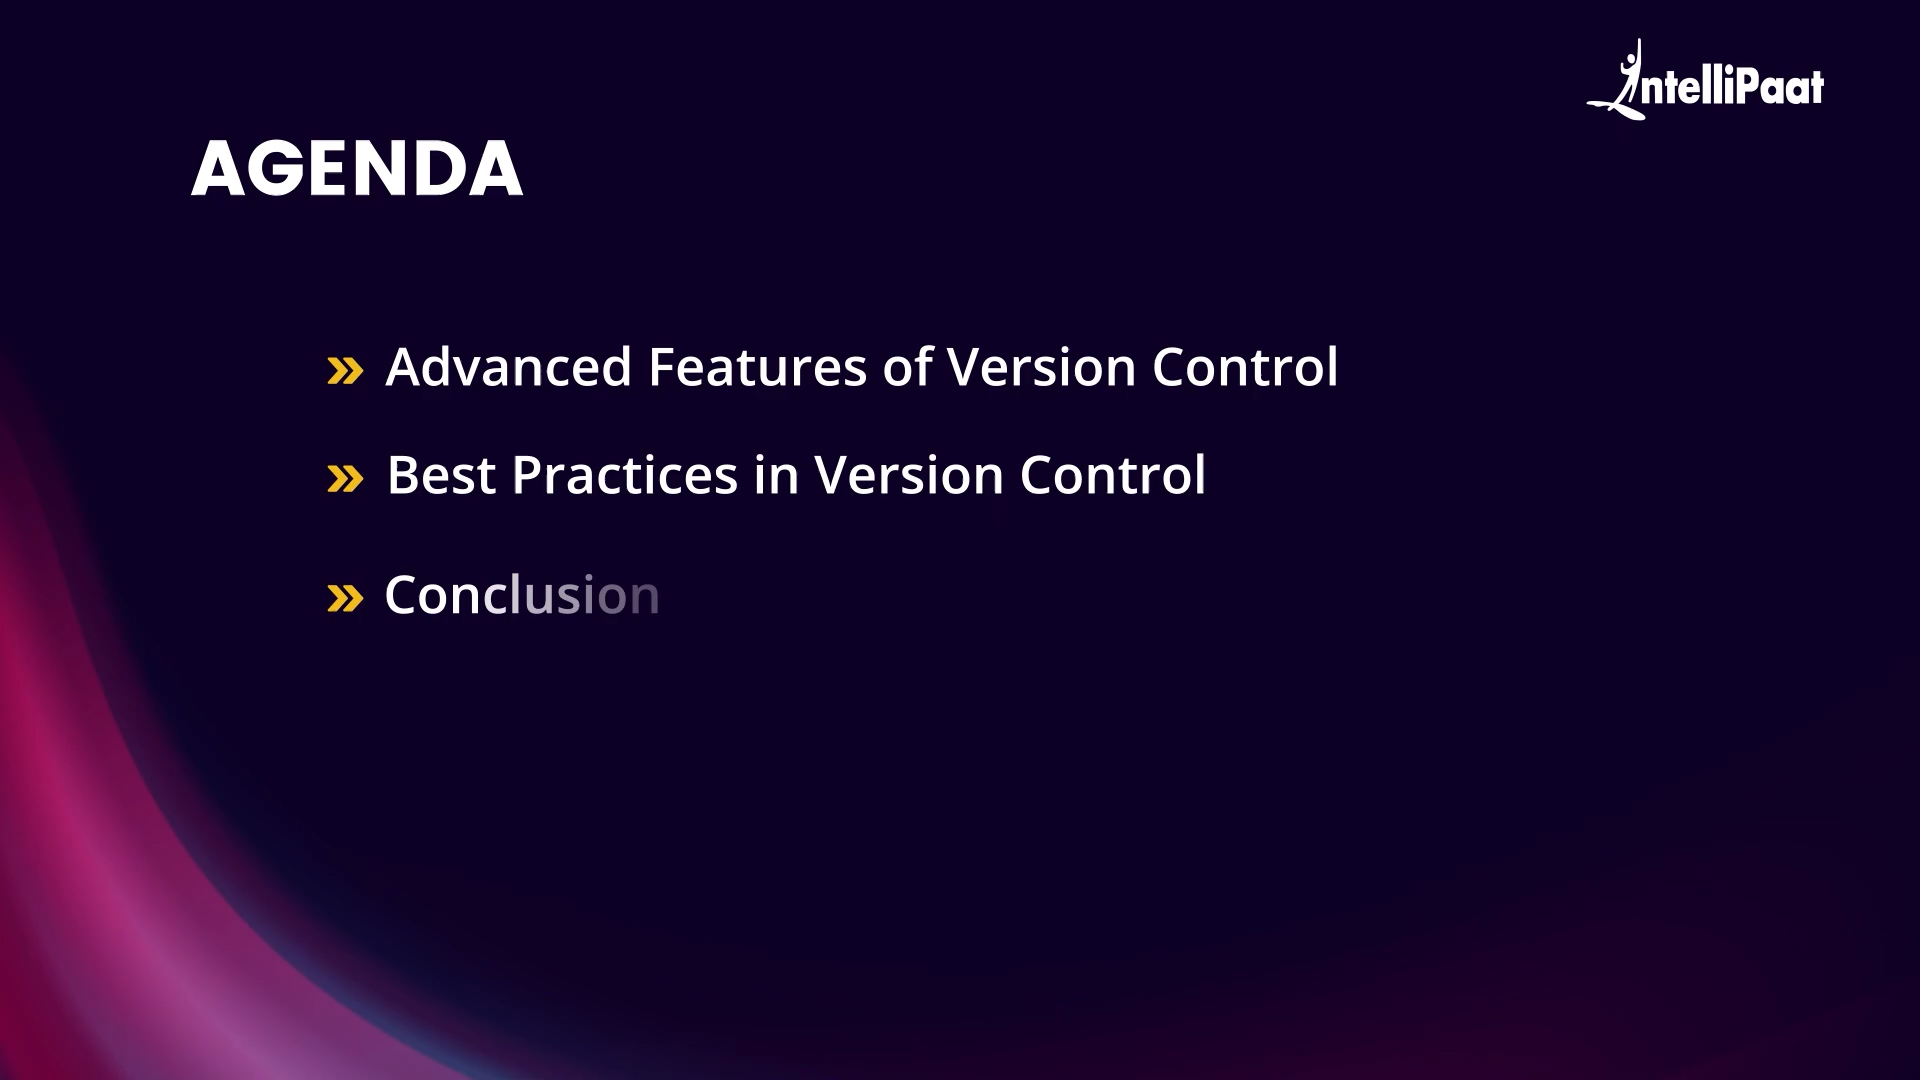 IntelliPaat
AGENDA
» Advanced Features of Version Control
» Best Practices in Version Control
» Conclusion